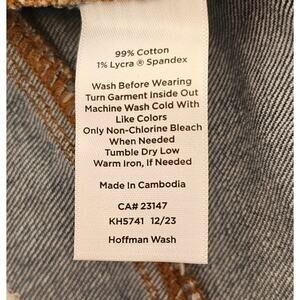 99% Cotton
1% Lycra ® Spandex
Wash Before Wearing
Turn Garment Inside Out
Machine Wash Cold With
Like Colors
Only Non-Chlorine Bleach
When Needed
Tumble Dry Low
Warm Iron, If Needed
Made In Cambodia
CA# 23147
KH5741 12/23
Hoffman Wash